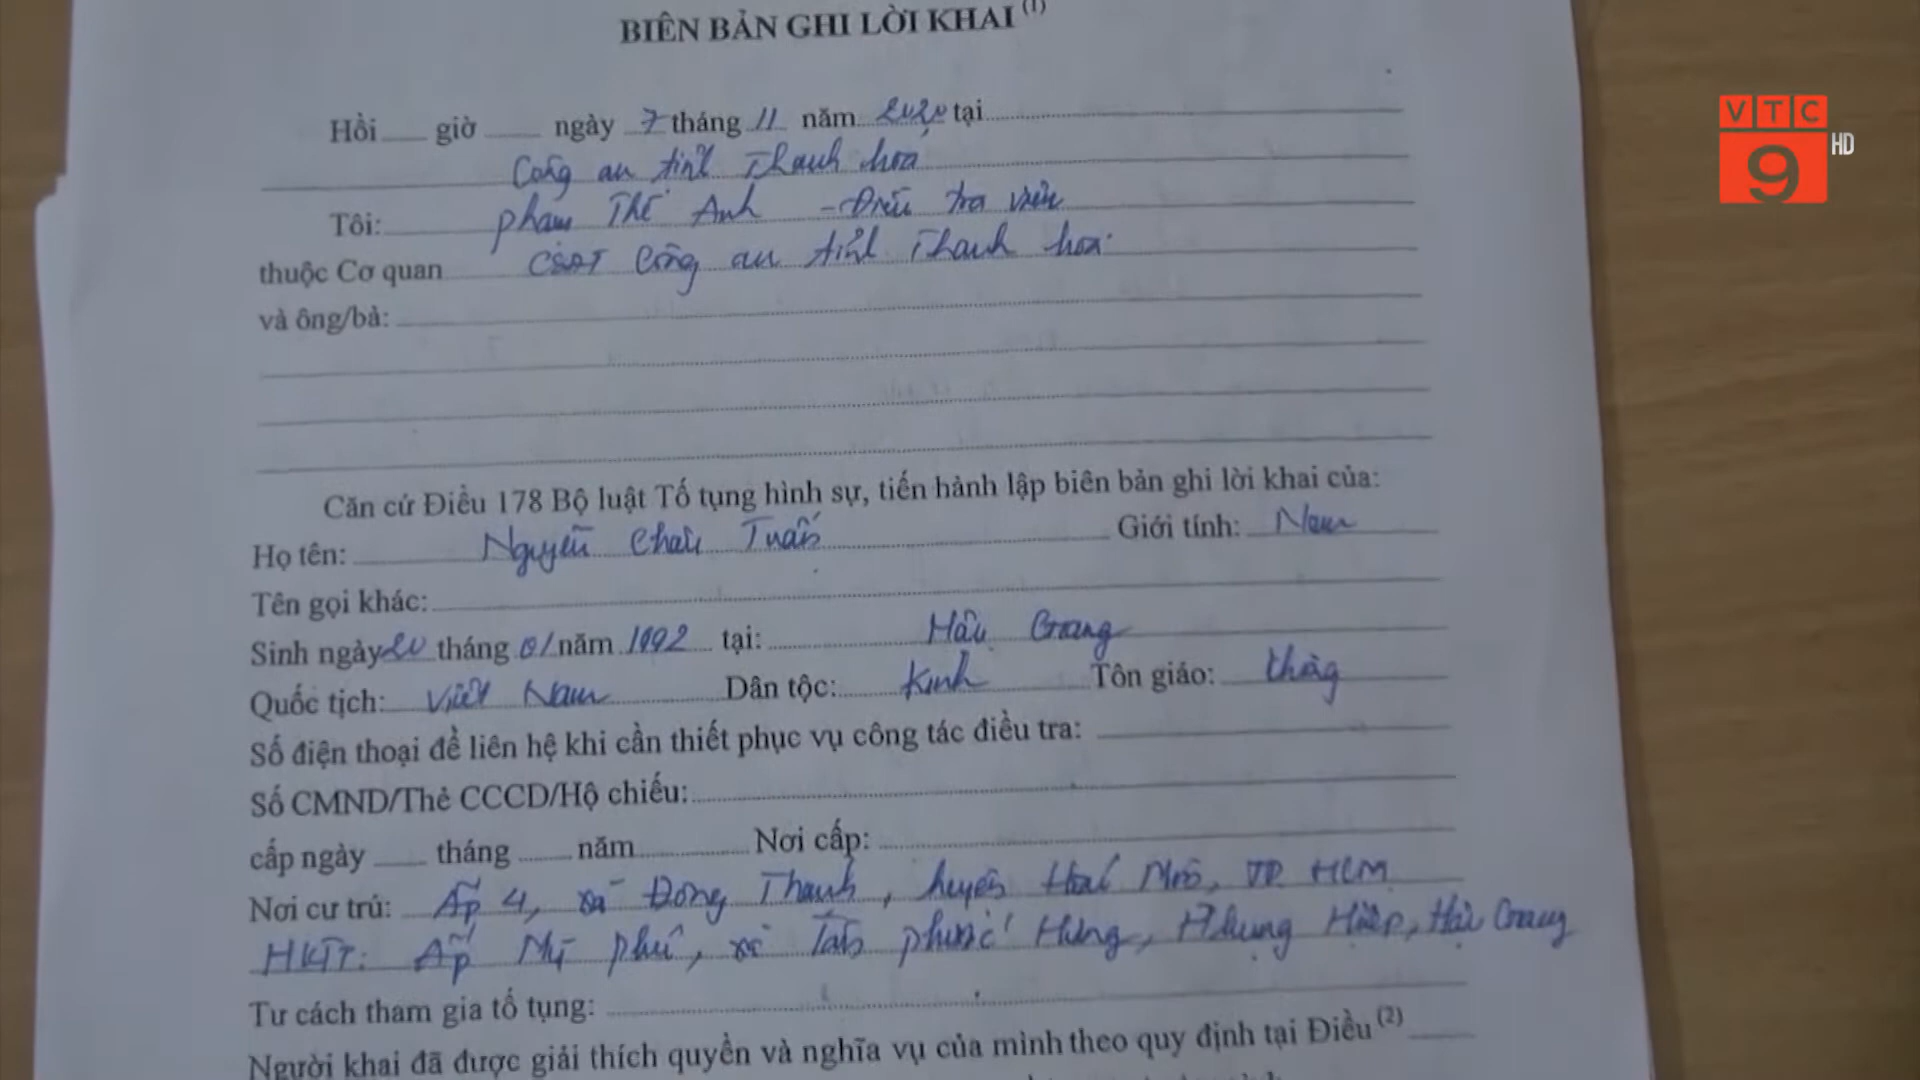 BIÊN BẢN GHI LỜI KHAI (1)
VTC
9 HD
Hồi giờ ngày 7 tháng 11 năm 2020 tại
Công an tỉnh Thanh hoá
Tôi: Phạm Thế Anh - Điều tra viên
thuộc Cơ quan CSĐT Công an tỉnh Thanh hoá
và ông/bà:
Căn cứ Điều 178 Bộ luật Tố tụng hình sự, tiến hành lập biên bản ghi lời khai của:
Họ tên: Nguyễn Châu Tuấn Giới tính: Nam
Tên gọi khác:
Sinh ngày 20 tháng 01 năm 1992 tại: Hậu Giang
Quốc tịch: Việt Nam Dân tộc: Kinh Tôn giáo: Không
Số điện thoại để liên hệ khi cần thiết phục vụ công tác điều tra:
Số CMND/Thẻ CCCD/Hộ chiếu:
cấp ngày tháng năm Nơi cấp:
Nơi cư trú: Ấp 4, xã Đông Thạnh, huyện Hoóc Môn, TP. HCM
HKTT: Ấp Mỹ Phú, xã Tân Phước Hưng, Phụng Hiệp, Hậu Giang
Tư cách tham gia tố tụng:
Người khai đã được giải thích quyền và nghĩa vụ của mình theo quy định tại Điều (2)